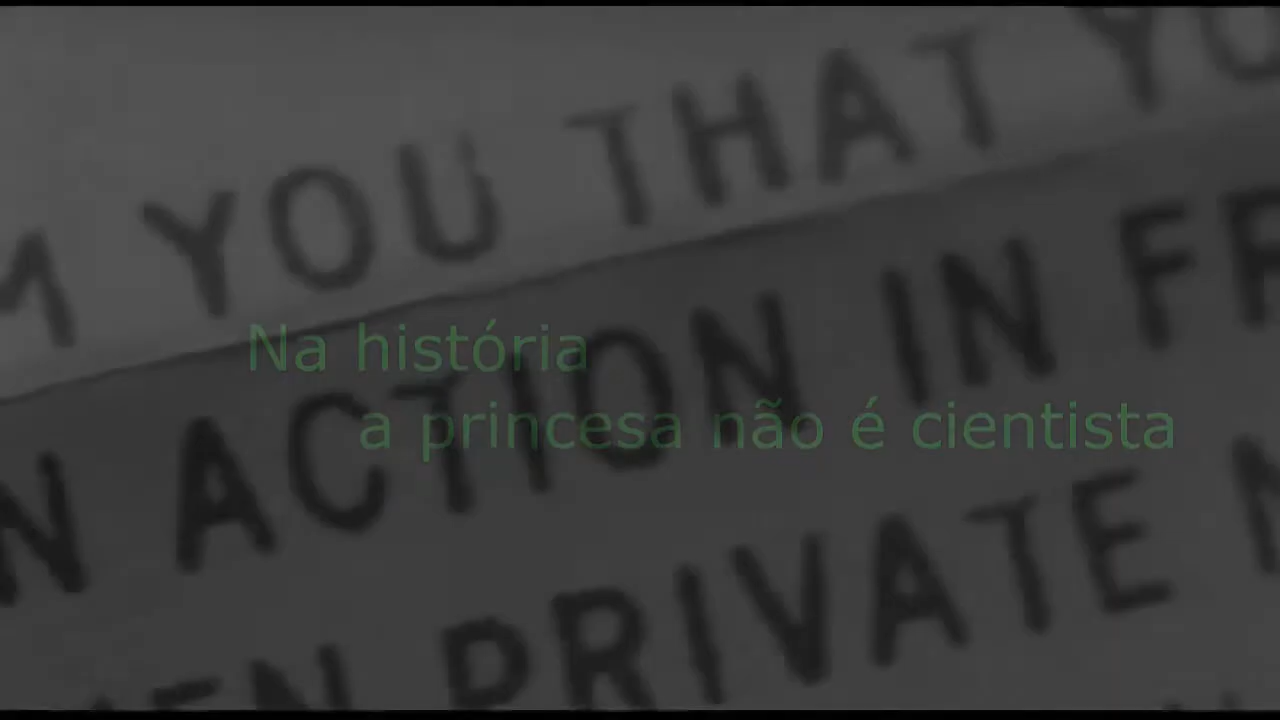 YOU THAT
Na história
a princesa não é cientista
ACTION IN
PRIVATE